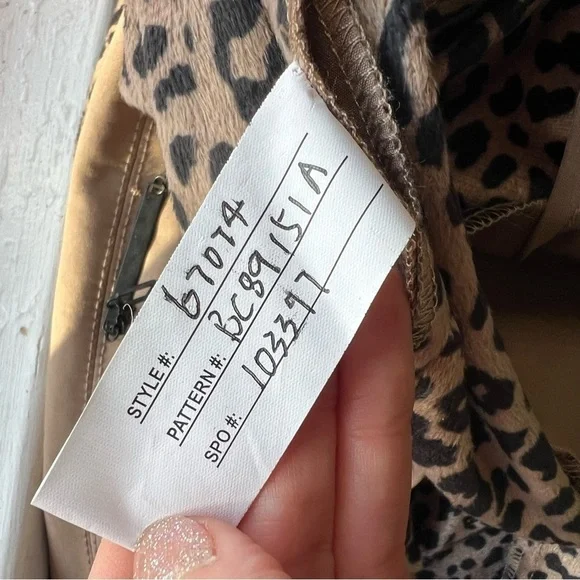 STYLE #: 67074
PATTERN #: BC89151A
SPO #: 103397